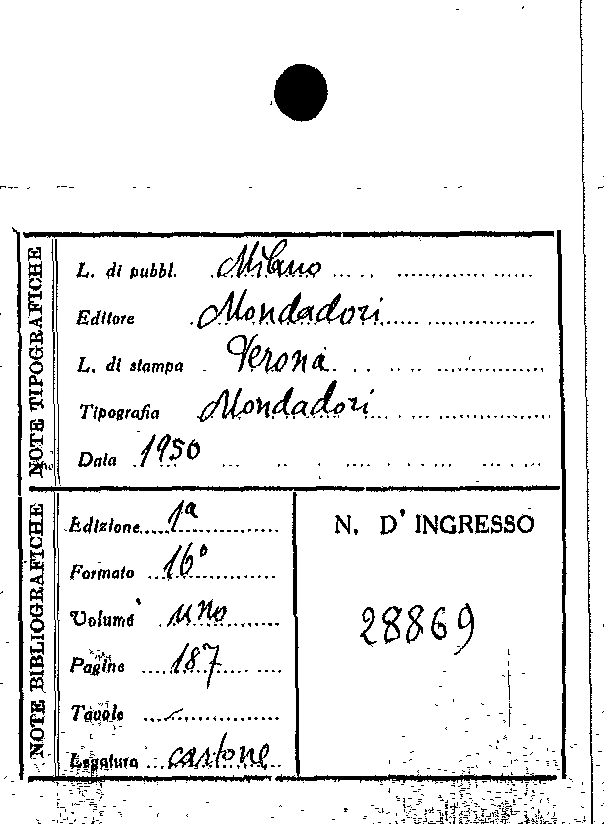 NOTE TIPOGRAFICHE
L. di pubbl. Milano
Editore Mondadori
L. di stampa Verona
Tipografia Mondadori
Data 1950
NOTE BIBLIOGRAFICHE
Edizione 1ª
Formato 16°
Volume uno
Pagine 187
Tavole -
Legatura cartone
N. D' INGRESSO
28869